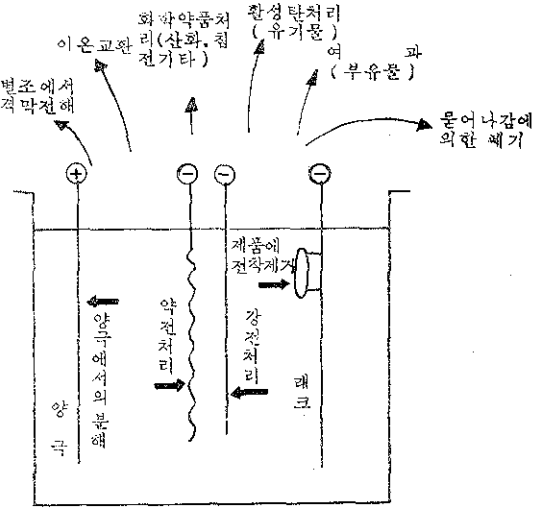 화학약품처
리(산화,침
전기타)
이온교환
활성탄처리
(유기물)
여 과
(부유물)
별조에서
격막전해
묻어나감에
의한 폐기
+
-
-
-
제품에
전착제거
양극에서의 분해
약전처리
강전처리
양극
래크